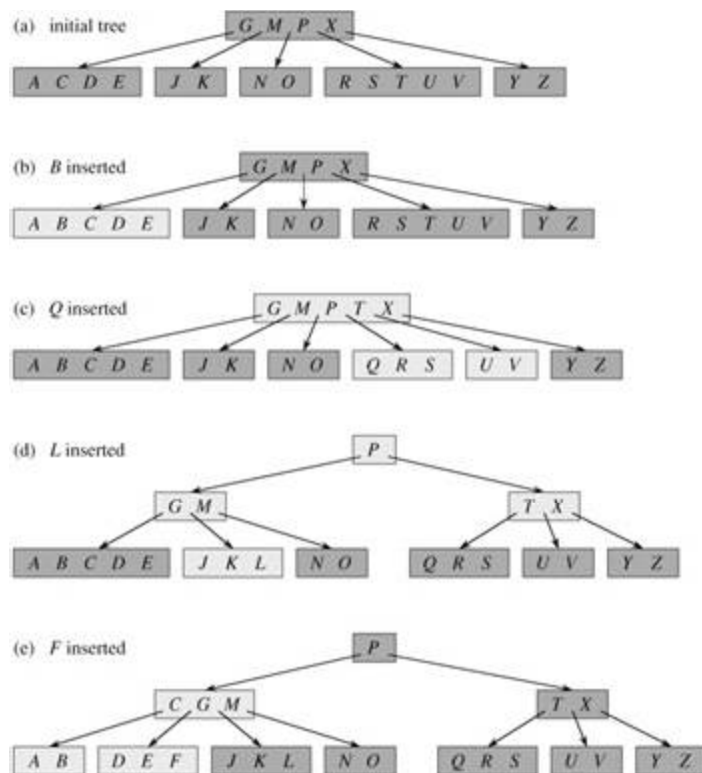 (a) initial tree
G M P X
A C D E J K N O R S T U V Y Z
(b) B inserted
G M P X
A B C D E J K N O R S T U V Y Z
(c) Q inserted
G M P T X
A B C D E J K N O Q R S U V Y Z
(d) L inserted
P
G M T X
A B C D E J K L N O Q R S U V Y Z
(e) F inserted
P
C G M T X
A B D E F J K L N O Q R S U V Y Z